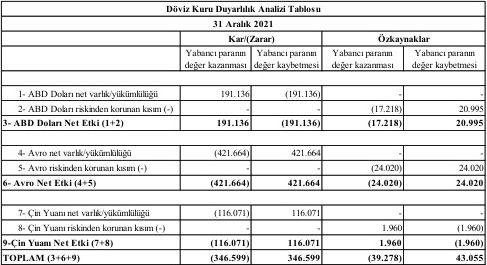 Döviz Kuru Duyarlılık Analizi Tablosu
31 Aralık 2021
Kar/(Zarar) Özkaynaklar
Yabancı paranın değer kazanması Yabancı paranın değer kaybetmesi Yabancı paranın değer kazanması Yabancı paranın değer kaybetmesi
1- ABD Doları net varlık/yükümlülüğü 191.136 (191.136) - -
2- ABD Doları riskinden korunan kısım (-) - - (17.218) 20.995
3- ABD Doları Net Etki (1+2) 191.136 (191.136) (17.218) 20.995
4- Avro net varlık/yükümlülüğü (421.664) 421.664 - -
5- Avro riskinden korunan kısım (-) - - (24.020) 24.020
6- Avro Net Etki (4+5) (421.664) 421.664 (24.020) 24.020
7- Çin Yuanı net varlık/yükümlülüğü (116.071) 116.071 - -
8- Çin Yuanı riskinden korunan kısım (-) - - 1.960 (1.960)
9-Çin Yuanı Net Etki (7+8) (116.071) 116.071 1.960 (1.960)
TOPLAM (3+6+9) (346.599) 346.599 (39.278) 43.055